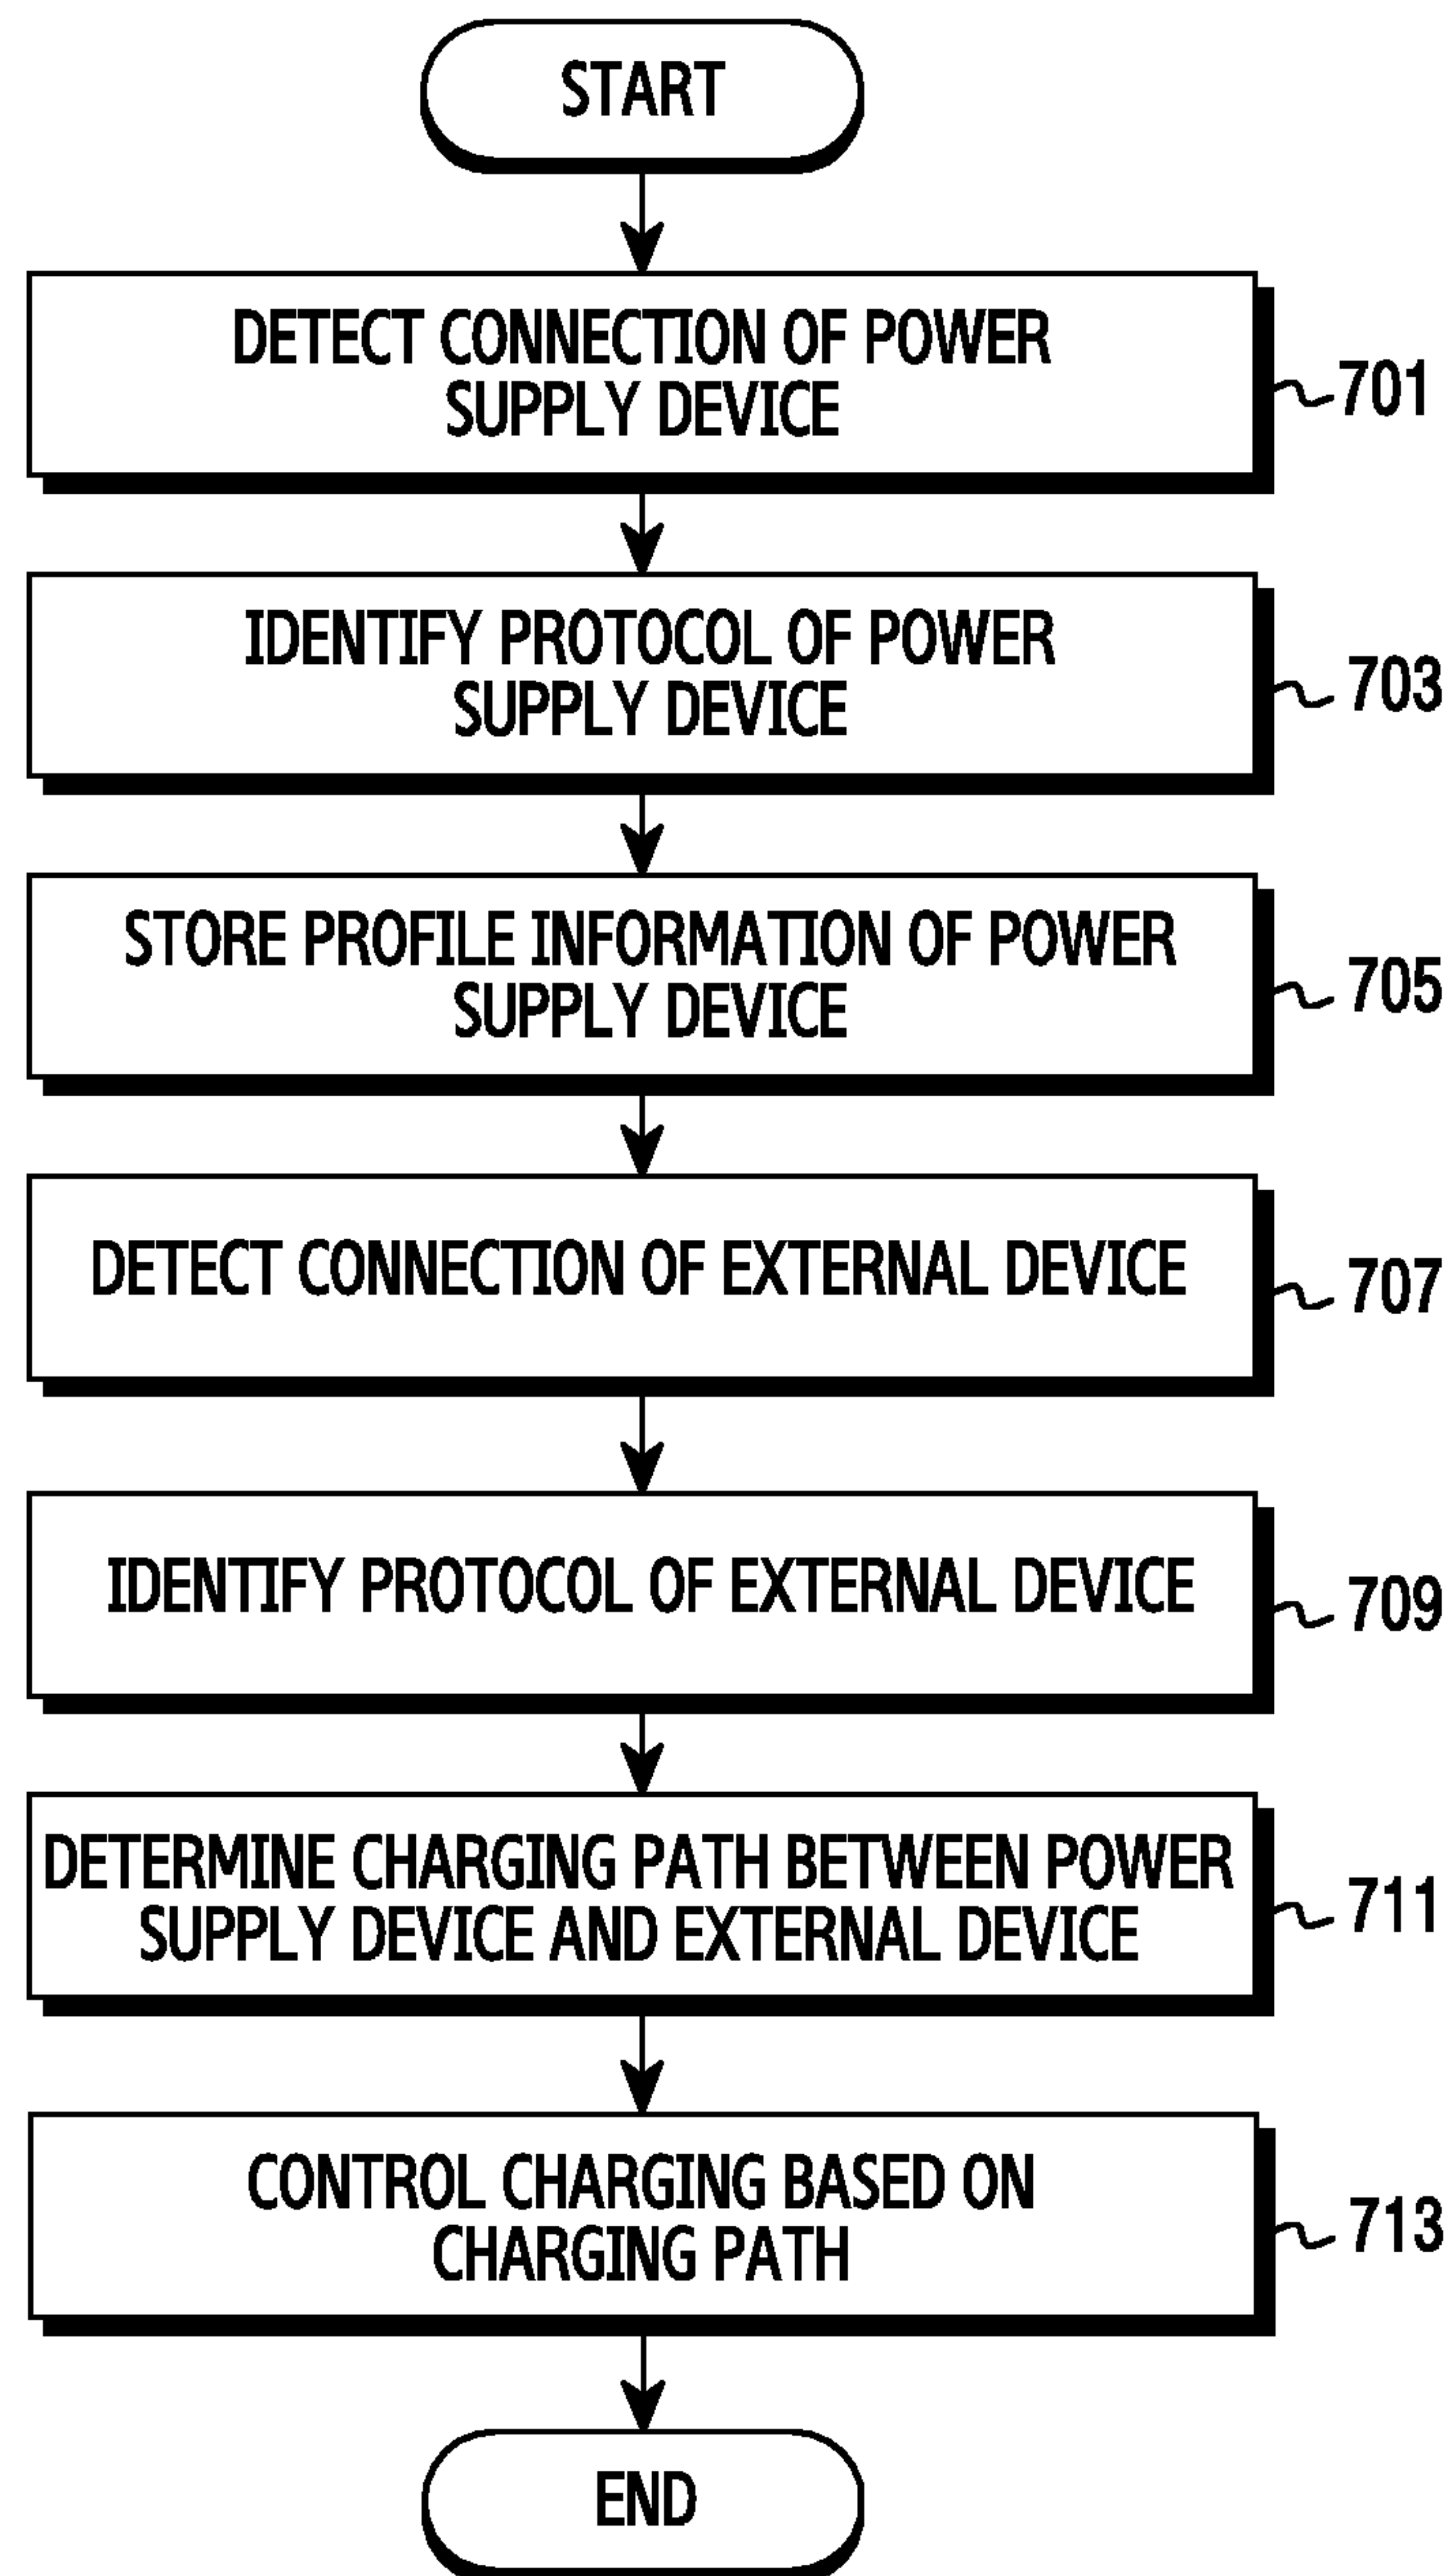 START
DETECT CONNECTION OF POWER
SUPPLY DEVICE
701
IDENTIFY PROTOCOL OF POWER
SUPPLY DEVICE
703
STORE PROFILE INFORMATION OF POWER
SUPPLY DEVICE
705
DETECT CONNECTION OF EXTERNAL DEVICE
707
IDENTIFY PROTOCOL OF EXTERNAL DEVICE
709
DETERMINE CHARGING PATH BETWEEN POWER
SUPPLY DEVICE AND EXTERNAL DEVICE
711
CONTROL CHARGING BASED ON
CHARGING PATH
713
END